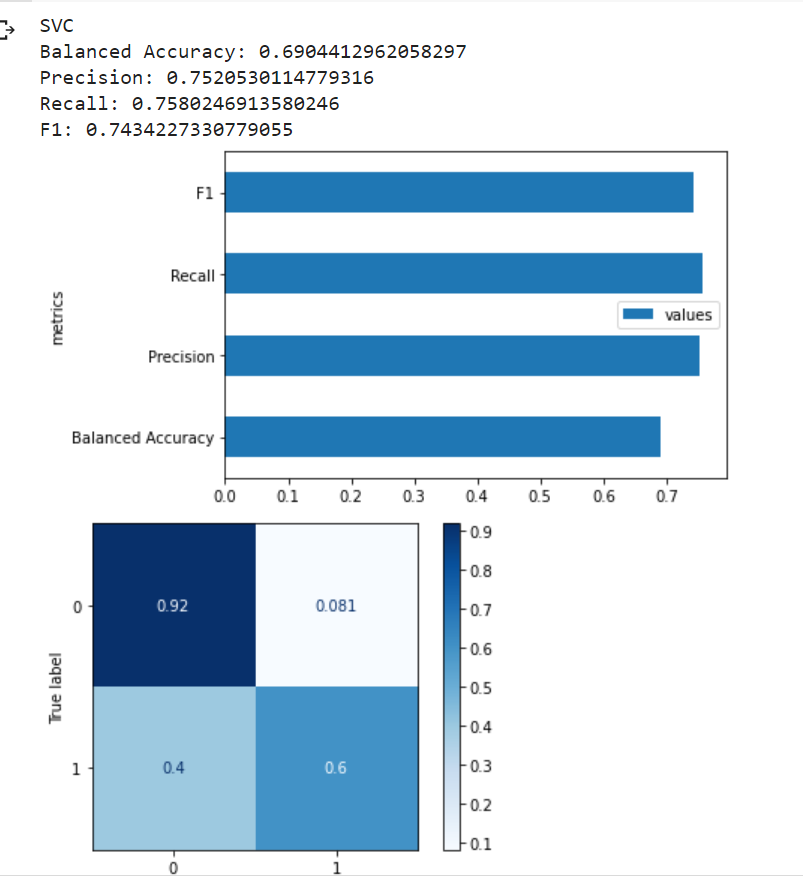 SVC
Balanced Accuracy: 0.6904412962058297
Precision: 0.7520530114779316
Recall: 0.7580246913580246
F1: 0.7434227330779055
F1
Recall
metrics
values
Precision
Balanced Accuracy
0.0 0.1 0.2 0.3 0.4 0.5 0.6 0.7
0.9
0.8
0 0.92 0.081
0.7
0.6
True label
0.5
0.4
1 0.4 0.6
0.3
0.2
0.1
0 1